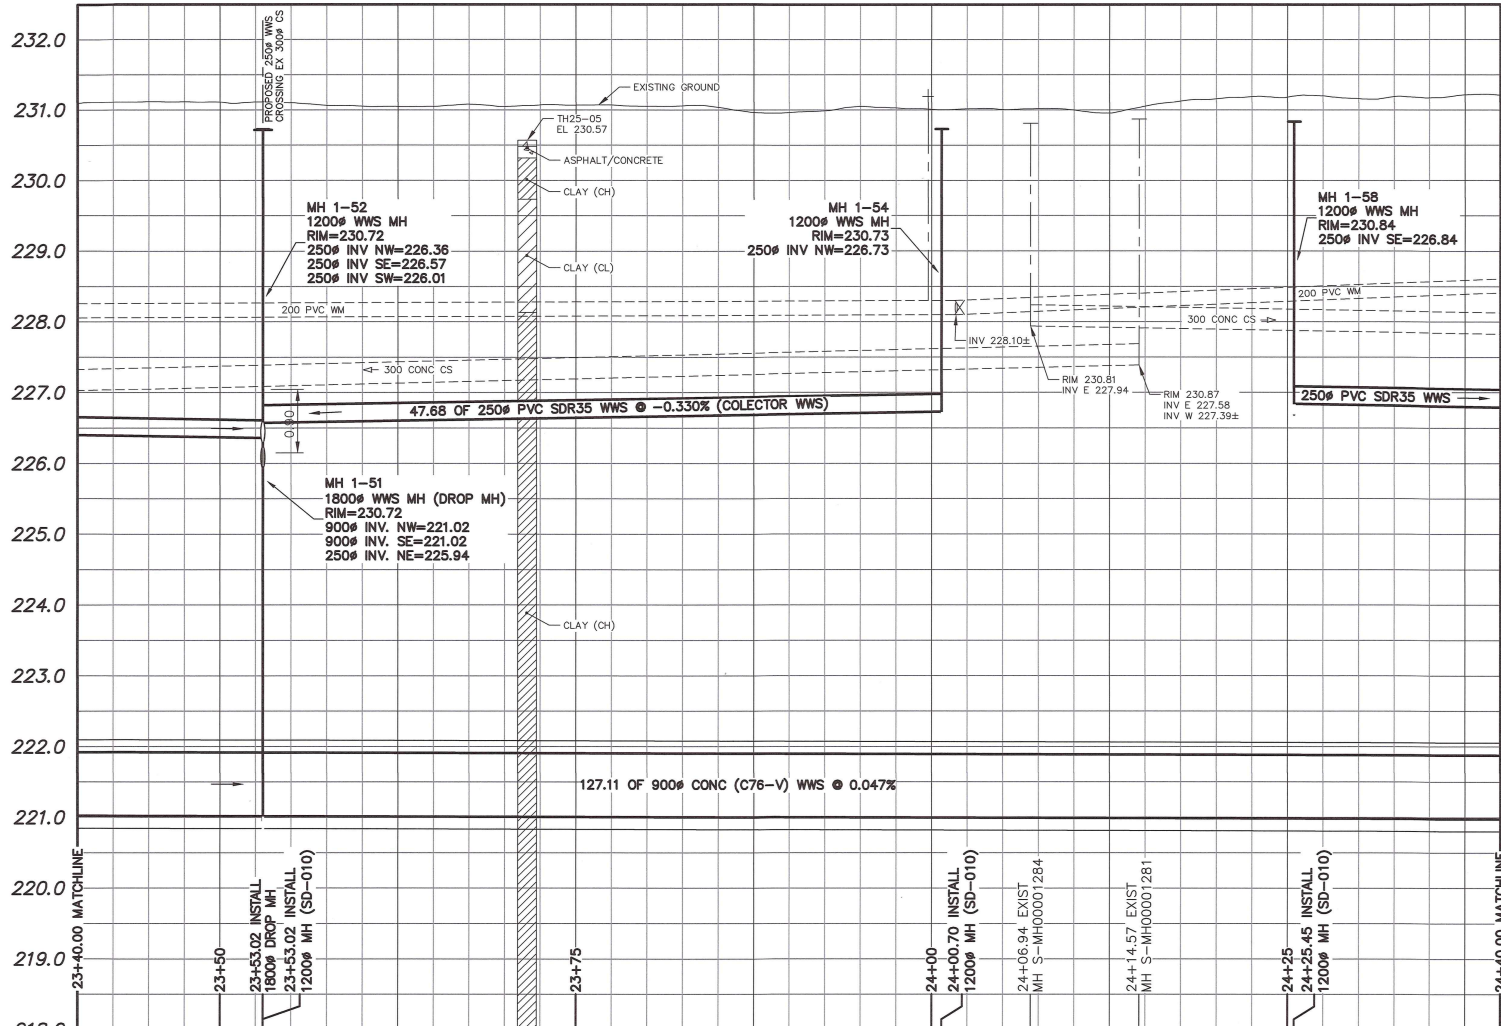 232.0
231.0
230.0
229.0
228.0
227.0
226.0
225.0
224.0
223.0
222.0
221.0
220.0
219.0
PROPOSED 250ø WWS
CROSSING EX 300ø CS
EXISTING GROUND
TH25-05
EL 230.57
ASPHALT/CONCRETE
CLAY (CH)
CLAY (CL)
MH 1-52
1200ø WWS MH
RIM=230.72
250ø INV NW=226.36
250ø INV SE=226.57
250ø INV SW=226.01
MH 1-54
1200ø WWS MH
RIM=230.73
250ø INV NW=226.73
MH 1-58
1200ø WWS MH
RIM=230.84
250ø INV SE=226.84
200 PVC WM
200 PVC WM
300 CONC CS
INV 228.10±
300 CONC CS
RIM 230.81
INV E 227.94
RIM 230.87
INV E 227.58
INV W 227.39±
0.90
47.68 OF 250ø PVC SDR35 WWS @ -0.330% (COLECTOR WWS)
250ø PVC SDR35 WWS
MH 1-51
1800ø WWS MH (DROP MH)
RIM=230.72
900ø INV. NW=221.02
900ø INV. SE=221.02
250ø INV. NE=225.94
CLAY (CH)
127.11 OF 900ø CONC (C76-V) WWS @ 0.047%
23+40.00 MATCHLINE
23+50
23+53.02 INSTALL
1800ø DROP MH
23+53.02 INSTALL
1200ø MH (SD-010)
23+75
24+00
24+00.70 INSTALL
1200ø MH (SD-010)
24+06.94 EXIST
MH S-MH00001284
24+14.57 EXIST
MH S-MH00001281
24+25
24+25.45 INSTALL
1200ø MH (SD-010)
24+40.00 MATCHLINE